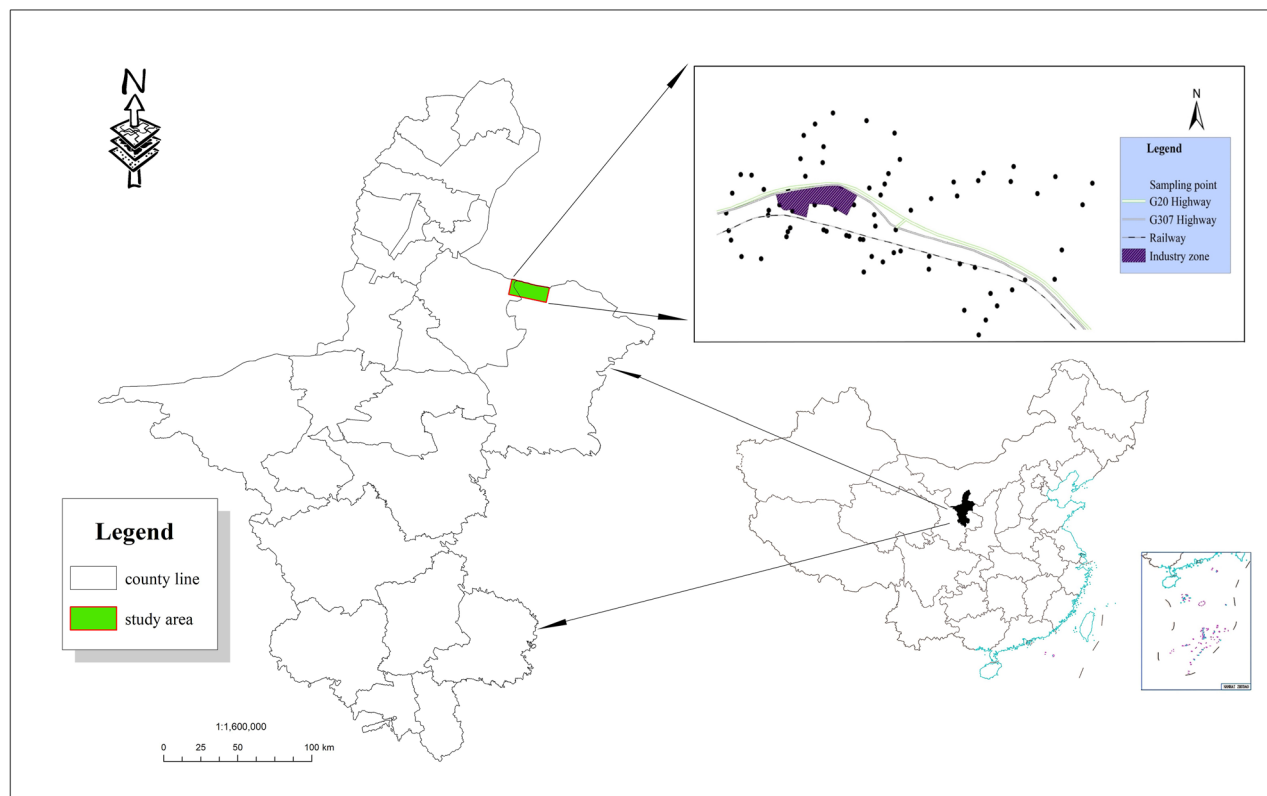 N
N
Legend
Sampling point
G20 Highway
G307 Highway
Railway
Industry zone
Legend
county line
study area
1:1,600,000
0 25 50 100 km